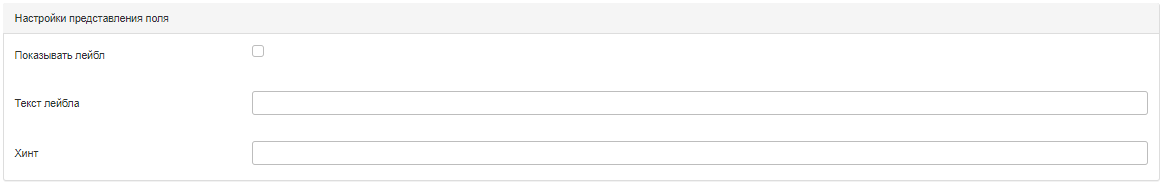 Настройки представления поля
Показывать лейбл
Текст лейбла
Хинт